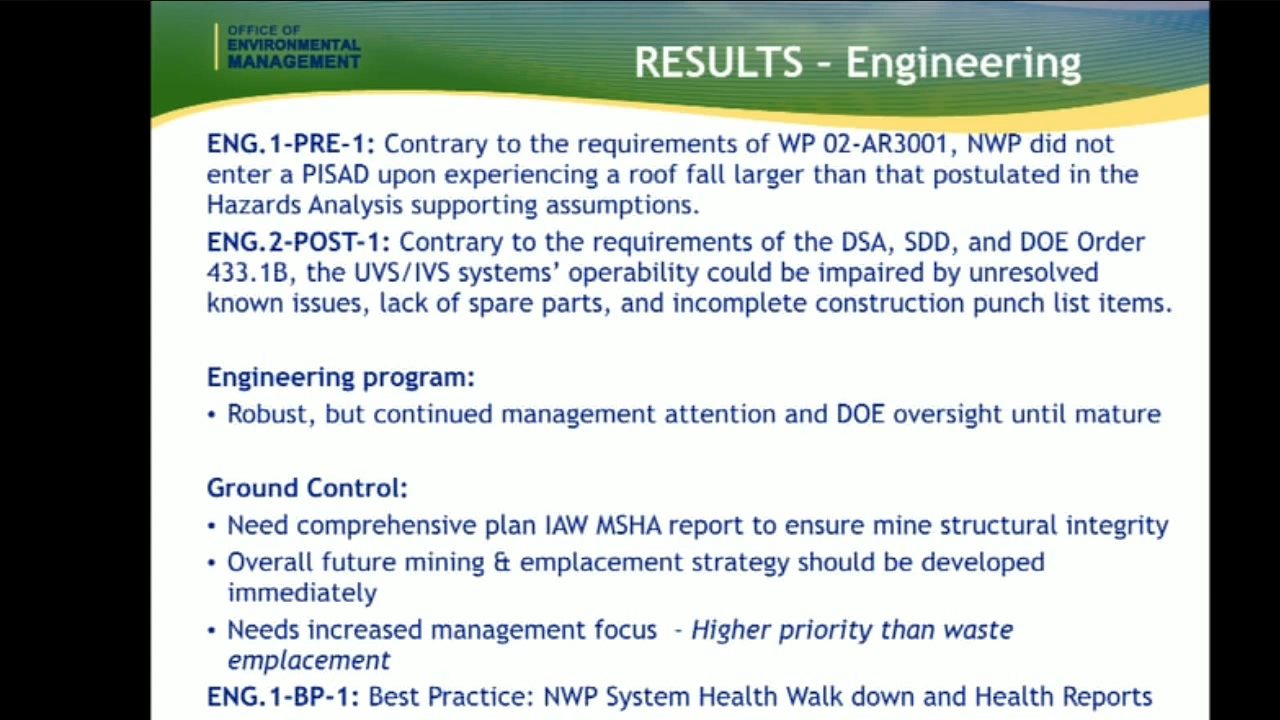 OFFICE OF
ENVIRONMENTAL
MANAGEMENT
RESULTS – Engineering
ENG.1-PRE-1: Contrary to the requirements of WP 02-AR3001, NWP did not
enter a PISAD upon experiencing a roof fall larger than that postulated in the
Hazards Analysis supporting assumptions.
ENG.2-POST-1: Contrary to the requirements of the DSA, SDD, and DOE Order
433.1B, the UVS/IVS systems’ operability could be impaired by unresolved
known issues, lack of spare parts, and incomplete construction punch list items.
Engineering program:
• Robust, but continued management attention and DOE oversight until mature
Ground Control:
• Need comprehensive plan IAW MSHA report to ensure mine structural integrity
• Overall future mining & emplacement strategy should be developed
immediately
• Needs increased management focus - Higher priority than waste
emplacement
ENG.1-BP-1: Best Practice: NWP System Health Walk down and Health Reports